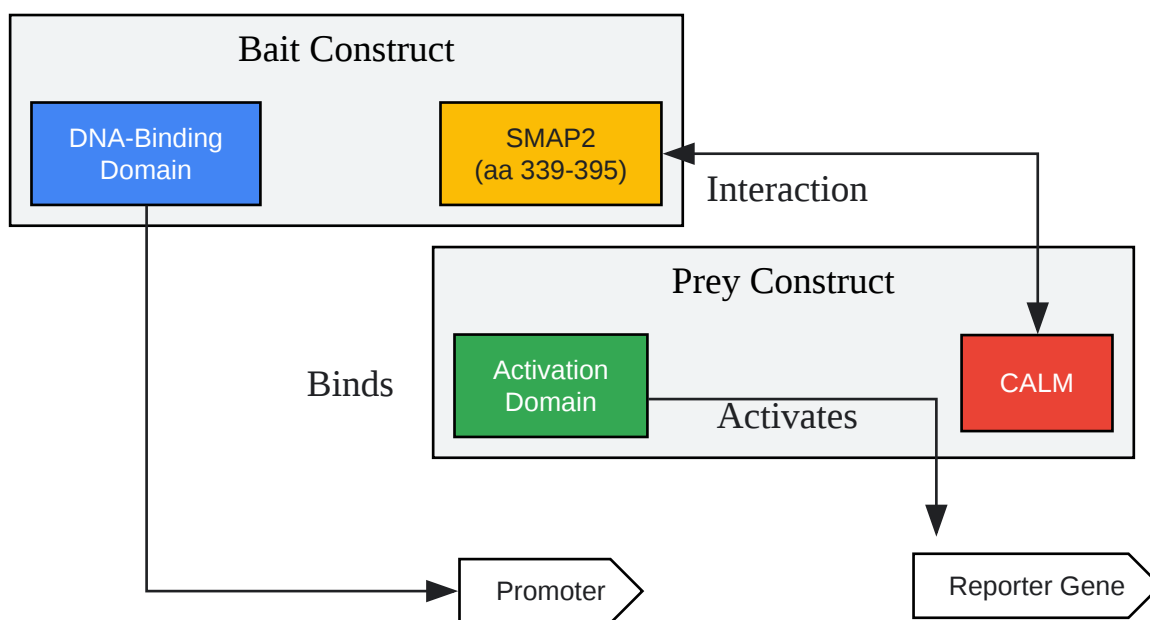 Bait Construct
DNA-Binding
Domain
SMAP2
(aa 339-395)
Interaction
Prey Construct
Binds
Activation
Domain
Activates
CALM
Promoter
Reporter Gene